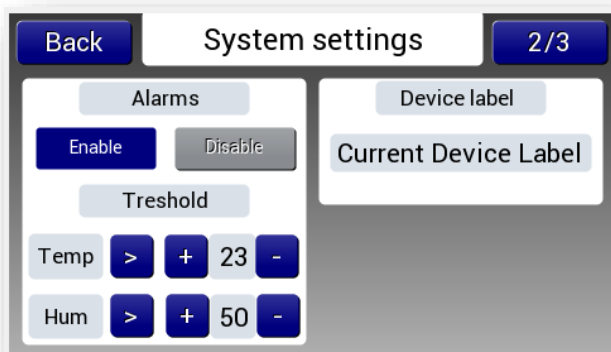 Back System settings 2/3
Alarms
Enable Disable
Treshold
Temp > + 23 -
Hum > + 50 -
Device label
Current Device Label